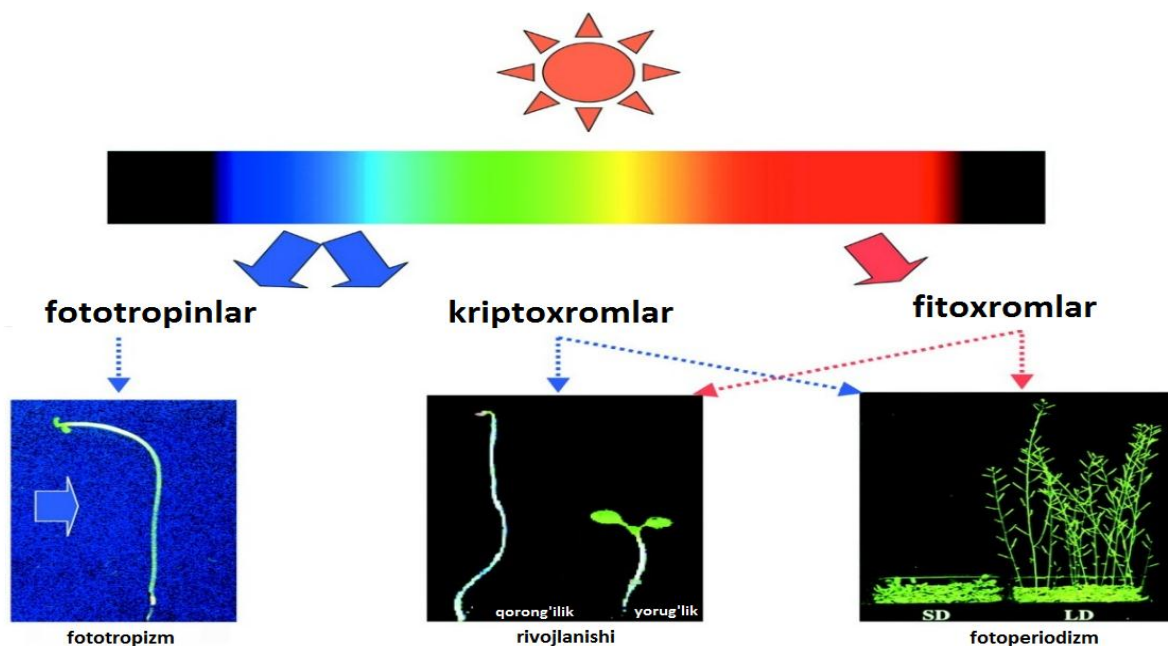 fototropinlar
kriptoxromlar
fitoxromlar
qorong'ilik
yorug'lik
SD
LD
fototropizm
rivojlanishi
fotoperiodizm